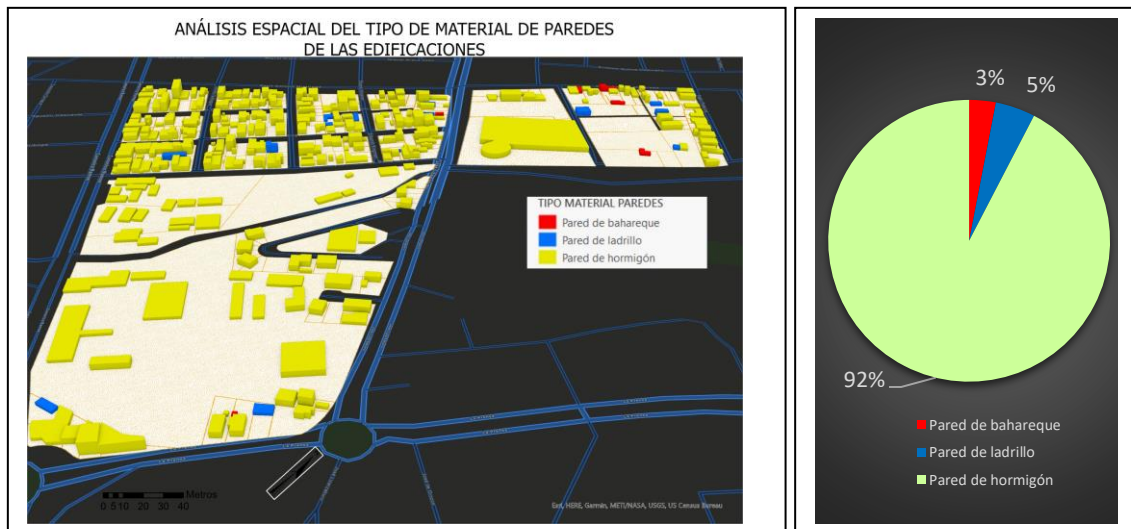 ANÁLISIS ESPACIAL DEL TIPO DE MATERIAL DE PAREDES
DE LAS EDIFICACIONES
TIPO MATERIAL PAREDES
Pared de bahareque
Pared de ladrillo
Pared de hormigón
Metros
0 5 10 20 30 40
Esri, HERE, Garmin, METI/NASA, USGS, US Census Bureau
3%
5%
92%
Pared de bahareque
Pared de ladrillo
Pared de hormigón